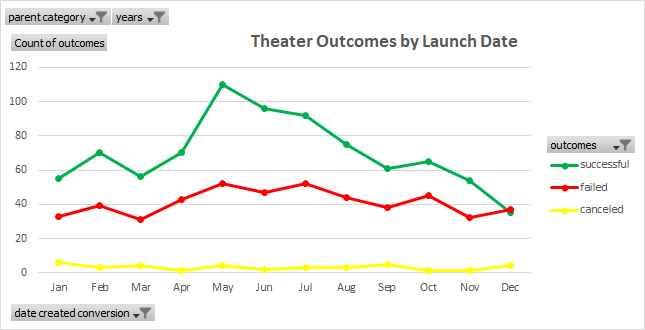 parent category years
Count of outcomes
Theater Outcomes by Launch Date
120
100
80
60
40
20
0
Jan Feb Mar Apr May Jun Jul Aug Sep Oct Nov Dec
outcomes
successful
failed
canceled
date created conversion